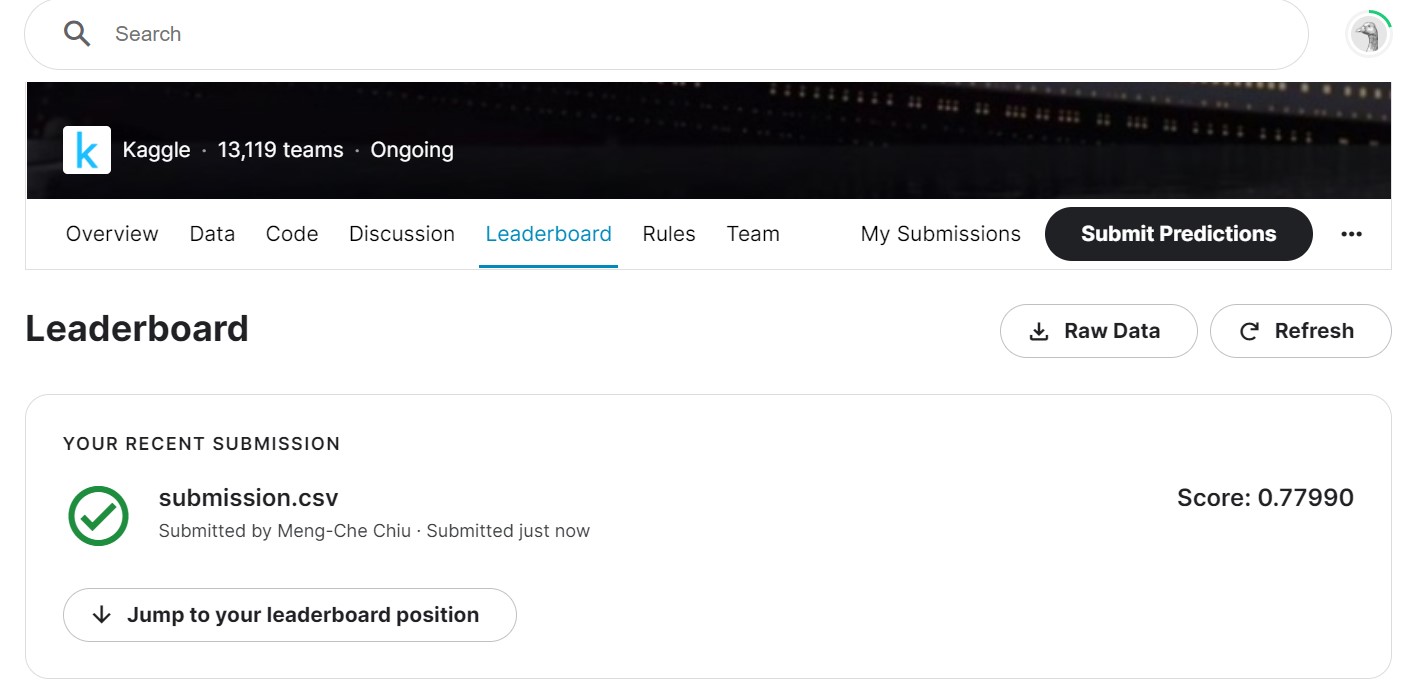 Search
k
Kaggle · 13,119 teams · Ongoing
Overview Data Code Discussion Leaderboard Rules Team My Submissions Submit Predictions
Leaderboard
Raw Data Refresh
YOUR RECENT SUBMISSION
submission.csv
Submitted by Meng-Che Chiu · Submitted just now
Score: 0.77990
Jump to your leaderboard position